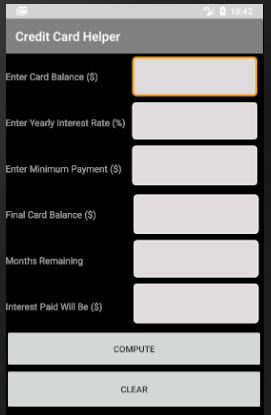 10:42
Credit Card Helper
Enter Card Balance ($)
Enter Yearly Interest Rate (%)
Enter Minimum Payment ($)
Final Card Balance ($)
Months Remaining
Interest Paid Will Be ($)
COMPUTE
CLEAR